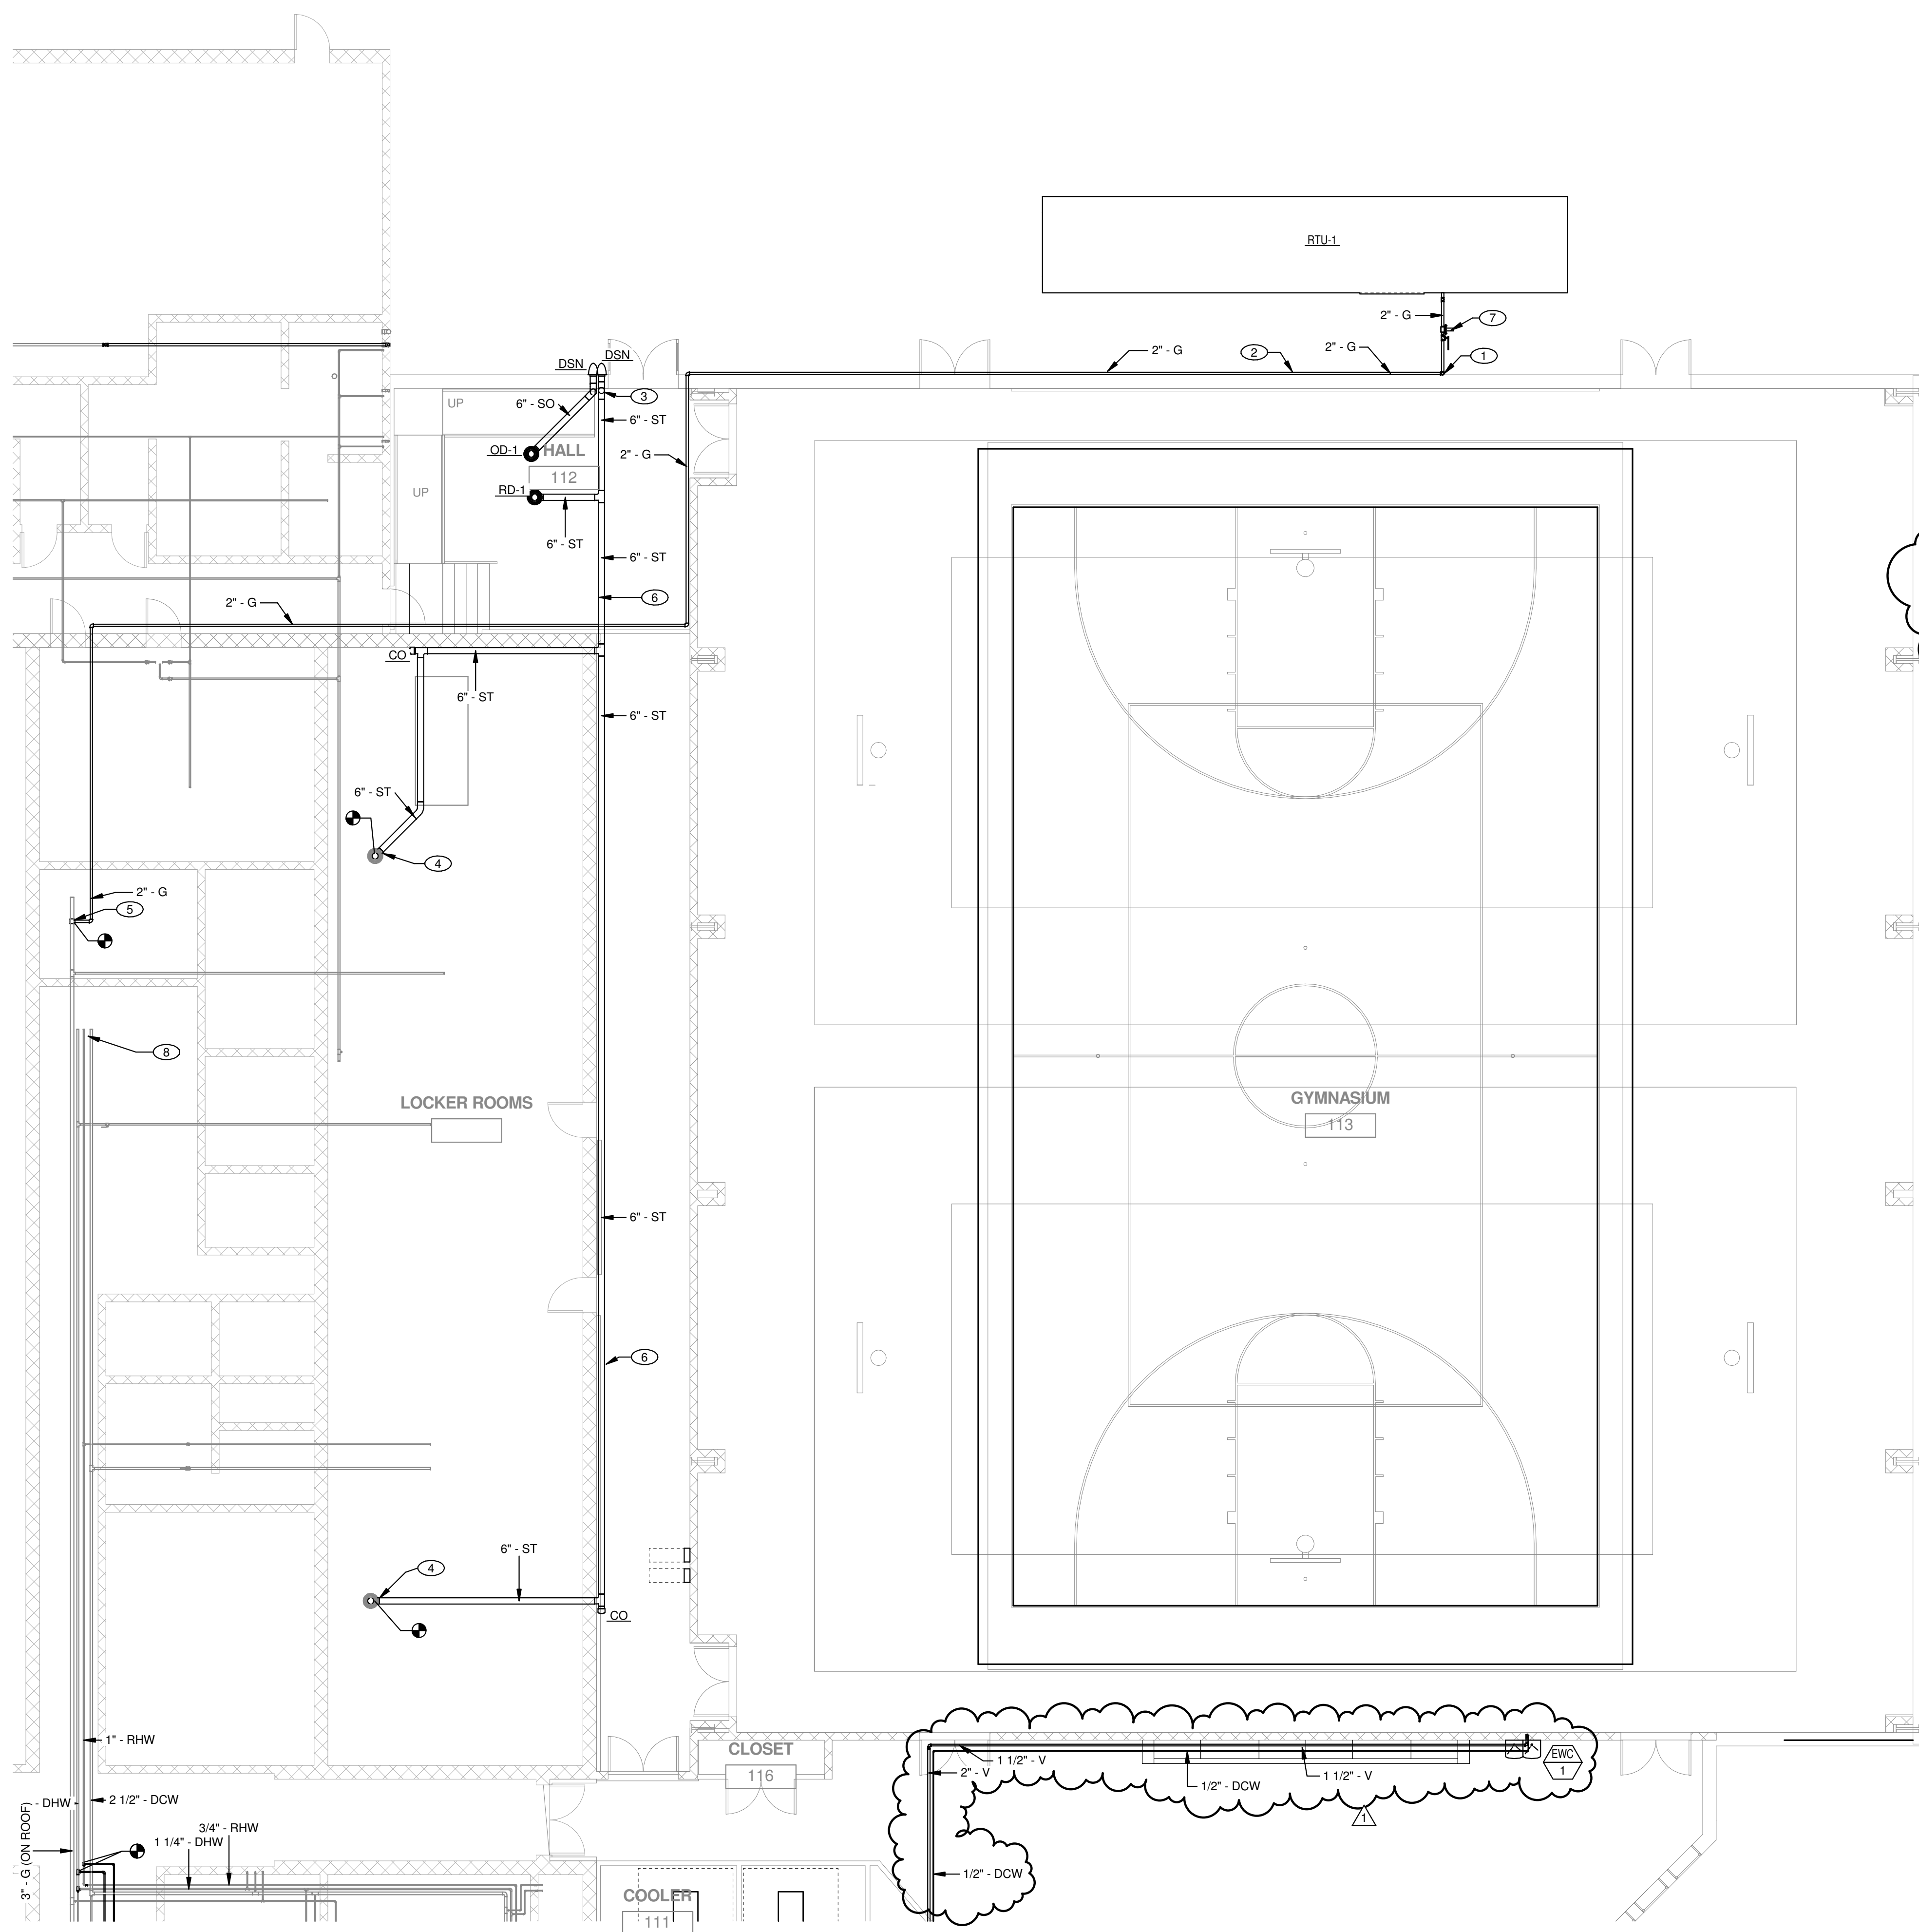 RTU-1
2" - G
7
2" - G
2
2" - G
1
DSN
DSN
3
UP
6" - SO
6" - ST
OD-1
HALL
112
2" - G
UP
RD-1
6" - ST
6" - ST
6
2" - G
CO
6" - ST
6" - ST
6" - ST
4
2" - G
5
8
LOCKER ROOMS
GYMNASIUM
113
6" - ST
6
6" - ST
4
CO
1" - RHW
CLOSET
116
1 1/2" - V
2" - V
1/2" - DCW
1 1/2" - V
EWC
1
1
- DHW
2 1/2" - DCW
3/4" - RHW
1 1/4" - DHW
3" - G (ON ROOF)
1/2" - DCW
COOLER
111